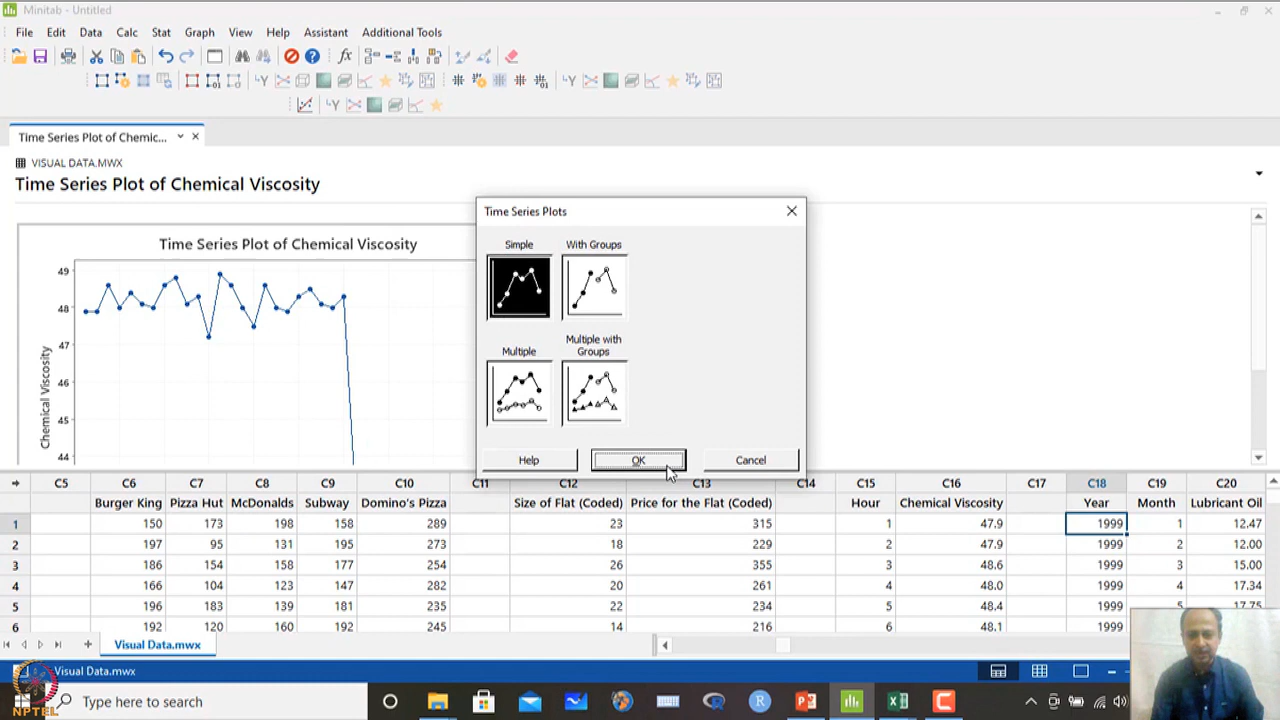 Minitab - Untitled
File Edit Data Calc Stat Graph View Help Assistant Additional Tools
Time Series Plot of Chemic...
VISUAL DATA.MWX
Time Series Plot of Chemical Viscosity
Time Series Plots
Simple With Groups
Multiple Multiple with Groups
Help OK Cancel
Time Series Plot of Chemical Viscosity
49
48
47
46
45
44
Chemical Viscosity
C5 C6 C7 C8 C9 C10 C11 C12 C13 C14 C15 C16 C17 C18 C19 C20
Burger King Pizza Hut McDonalds Subway Domino's Pizza Size of Flat (Coded) Price for the Flat (Coded) Hour Chemical Viscosity Year Month Lubricant Oil
1 150 173 198 158 289 23 315 1 47.9 1999 1 12.47
2 197 95 131 195 273 18 229 2 47.9 1999 2 12.00
3 186 154 158 177 254 26 355 3 48.6 1999 3 15.00
4 166 104 123 147 282 20 261 4 48.0 1999 4 17.34
5 196 183 139 181 235 22 234 5 48.4 1999 5 17.75
6 192 120 160 192 245 14 216 6 48.1 1999
Visual Data.mwx
Visual Data.mwx
Type here to search
NPTEL